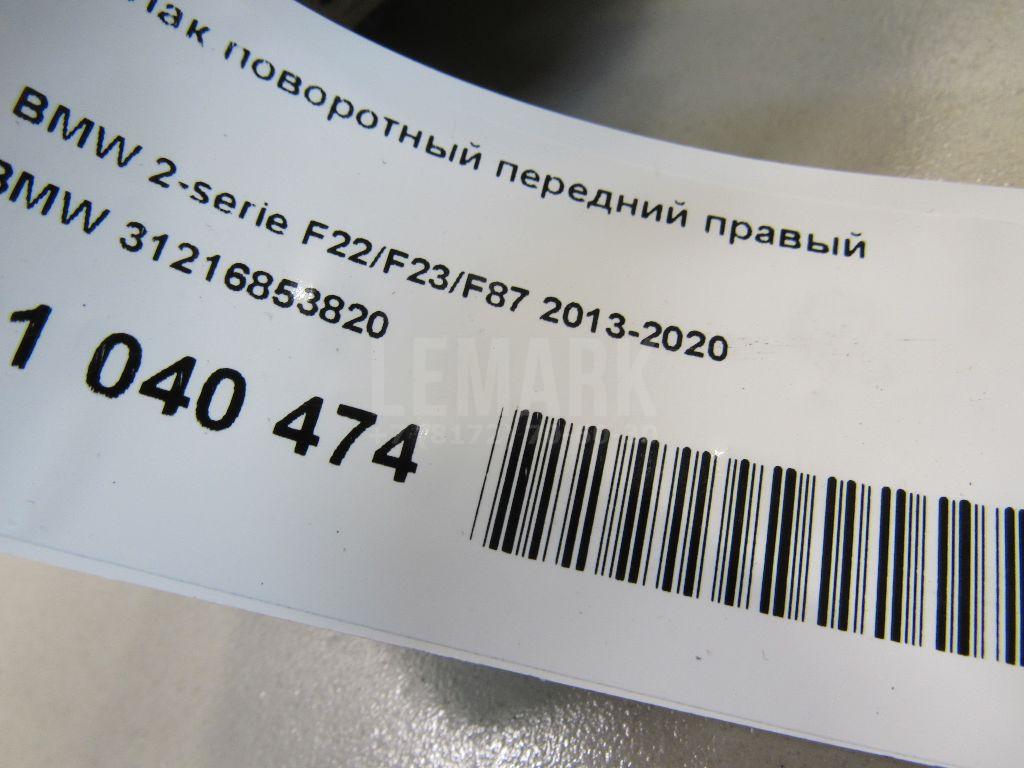 поворотный передний правый
BMW 2-serie F22/F23/F87 2013-2020
BMW 31216853820
1 040 474
LEMARK